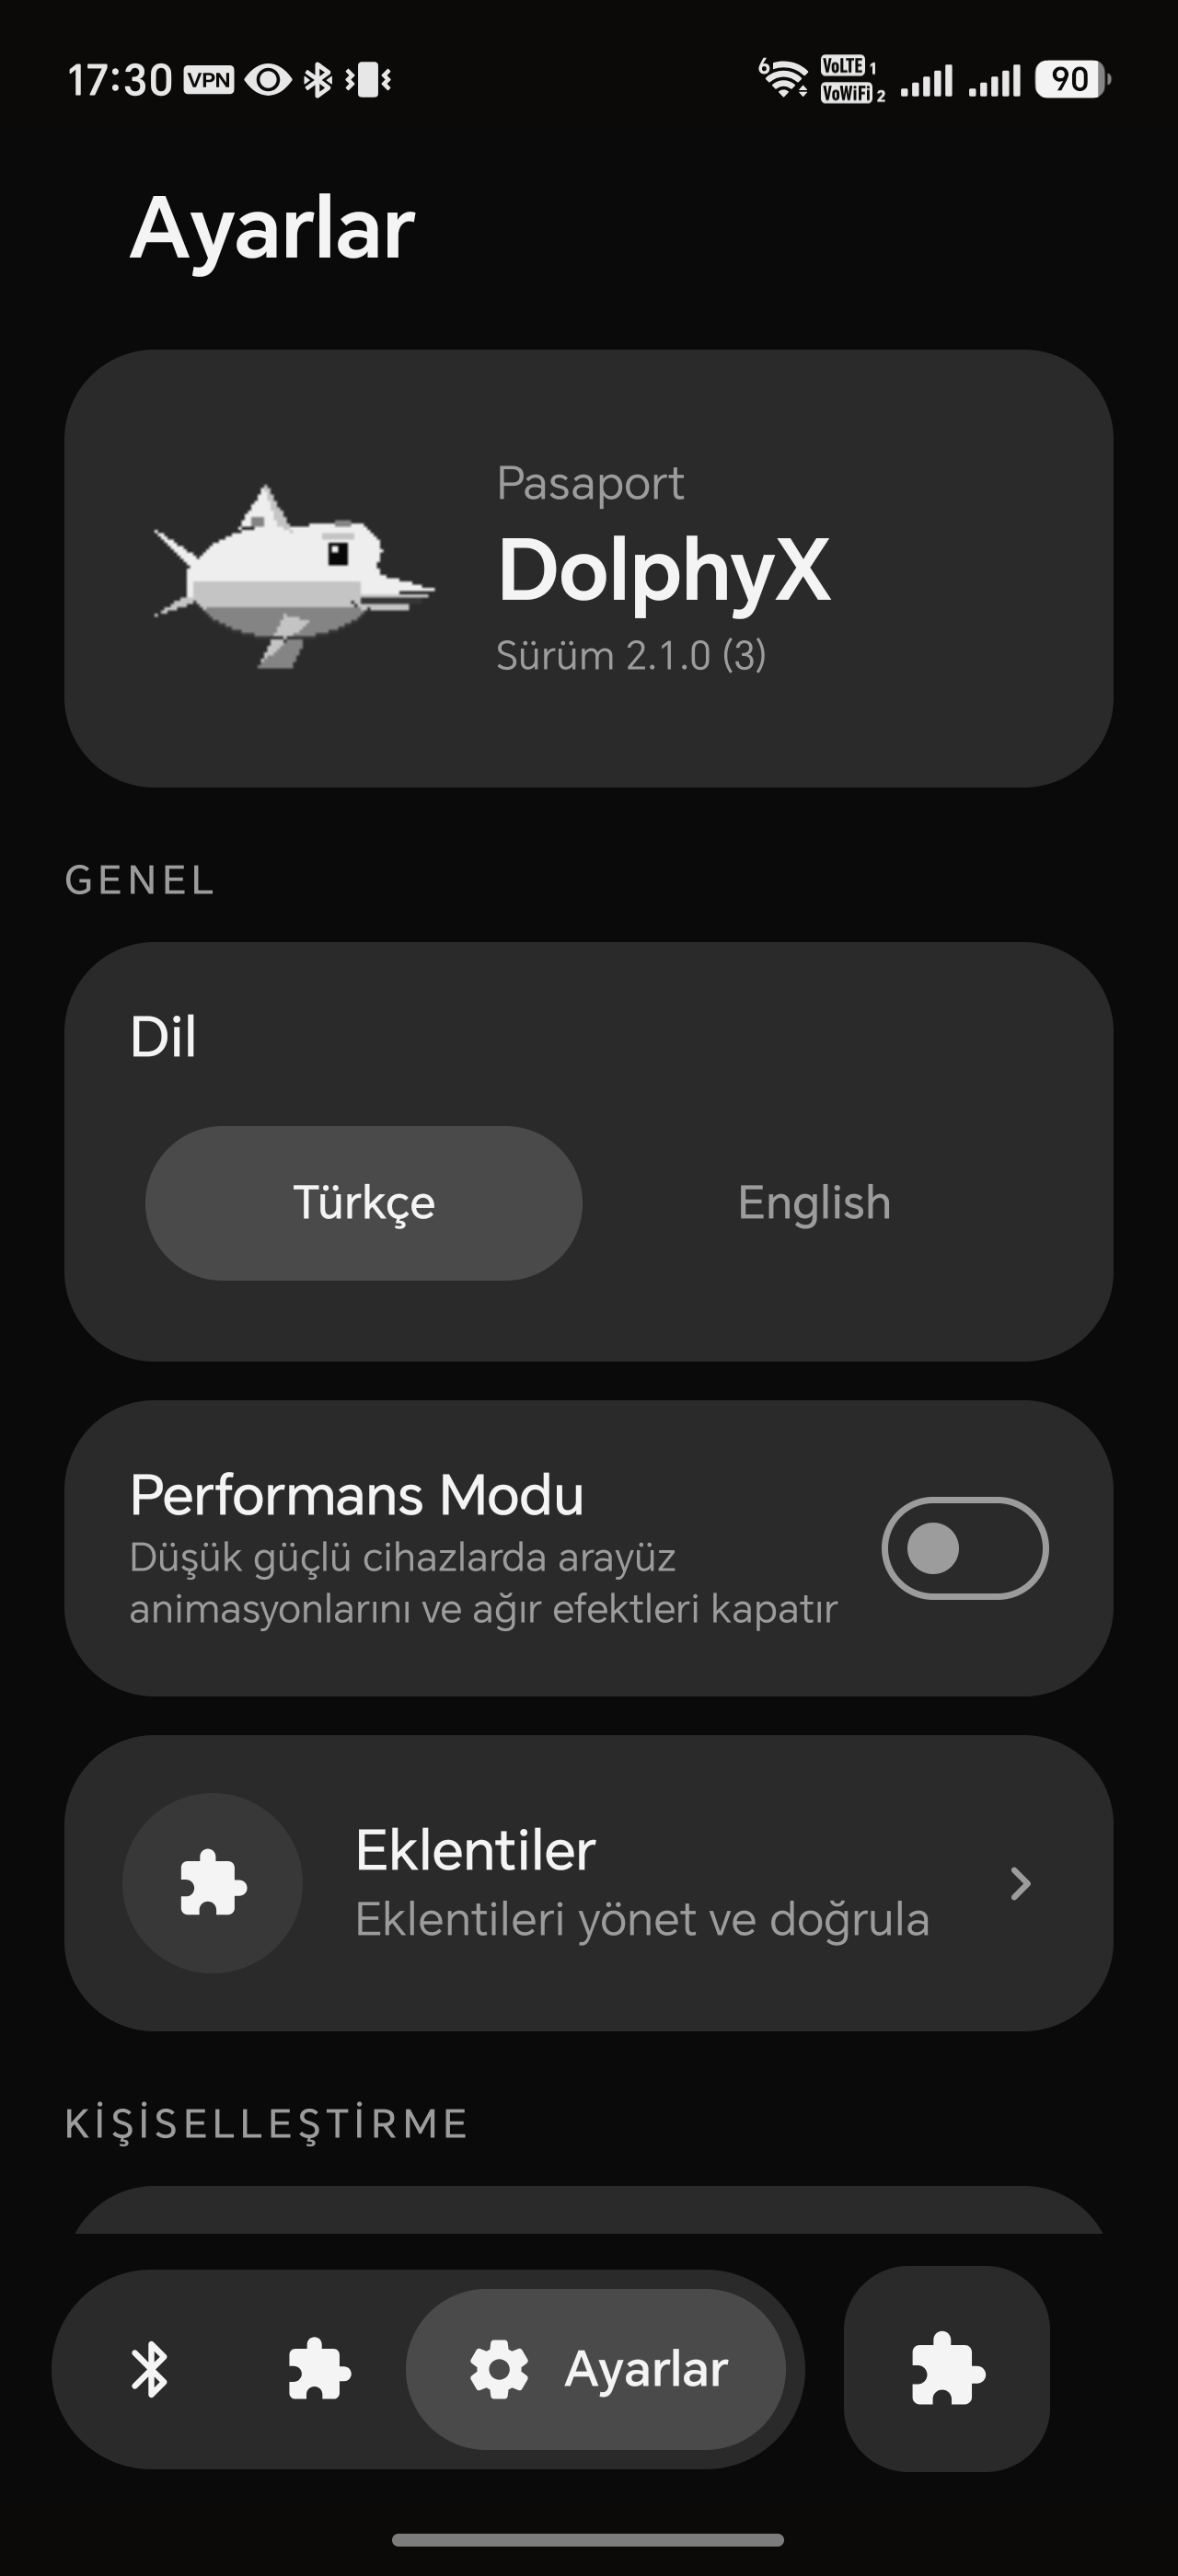 17:30 VPN 6 VoLTE 1 VoWiFi 2 90
Ayarlar
Pasaport
DolphyX
Sürüm 2.1.0 (3)
GENEL
Dil
Türkçe English
Performans Modu
Düşük güçlü cihazlarda arayüz
animasyonlarını ve ağır efektleri kapatır
Eklentiler
Eklentileri yönet ve doğrula
KİŞİSELLEŞTİRME
Ayarlar